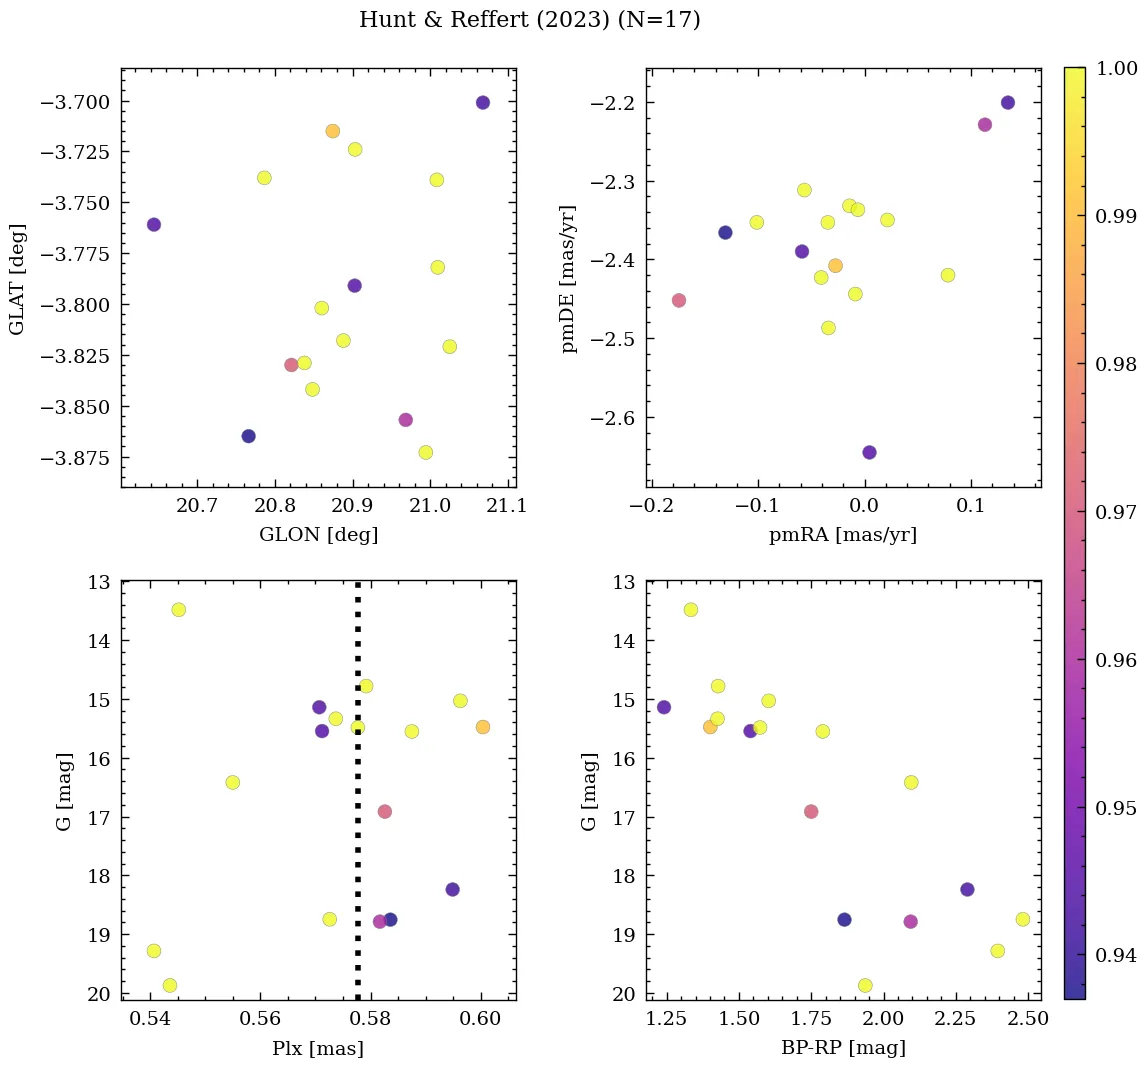 Hunt & Reffert (2023) (N=17)
−3.700
−3.725
−3.750
−3.775
−3.800
−3.825
−3.850
−3.875
GLAT [deg]
20.7 20.8 20.9 21.0 21.1
GLON [deg]
−2.2
−2.3
−2.4
−2.5
−2.6
pmDE [mas/yr]
−0.2 −0.1 0.0 0.1
pmRA [mas/yr]
13
14
15
16
17
18
19
20
G [mag]
0.54 0.56 0.58 0.60
Plx [mas]
13
14
15
16
17
18
19
20
G [mag]
1.25 1.50 1.75 2.00 2.25 2.50
BP-RP [mag]
1.00
0.99
0.98
0.97
0.96
0.95
0.94